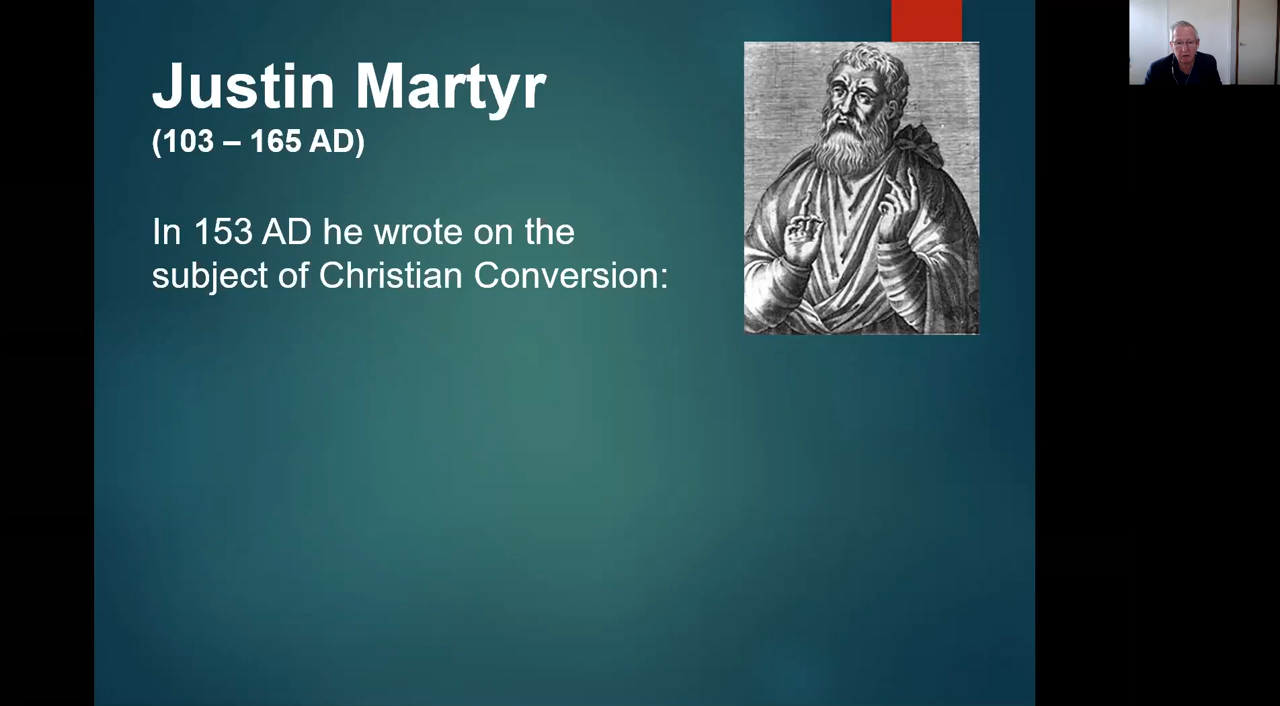 Justin Martyr
(103 – 165 AD)
In 153 AD he wrote on the
subject of Christian Conversion: